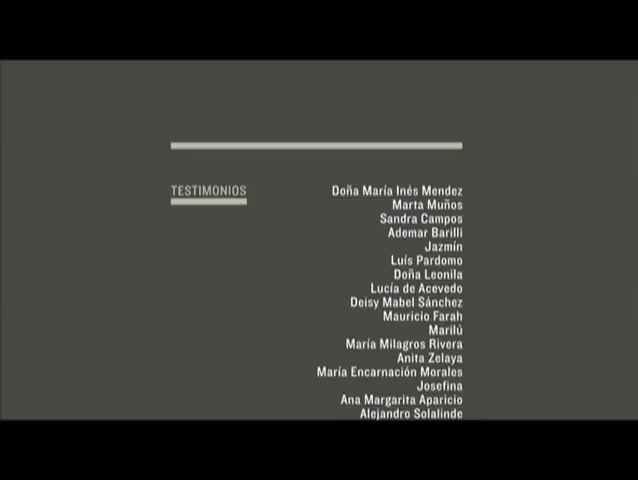 TESTIMONIOS
Doña María Inés Mendez
Marta Muños
Sandra Campos
Ademar Barilli
Jazmín
Luís Pardomo
Doña Leonila
Lucía de Acevedo
Deisy Mabel Sánchez
Mauricio Farah
Marilú
María Milagros Rivera
Anita Zelaya
María Encarnación Morales
Josefina
Ana Margarita Aparicio
Alejandro Solalinde